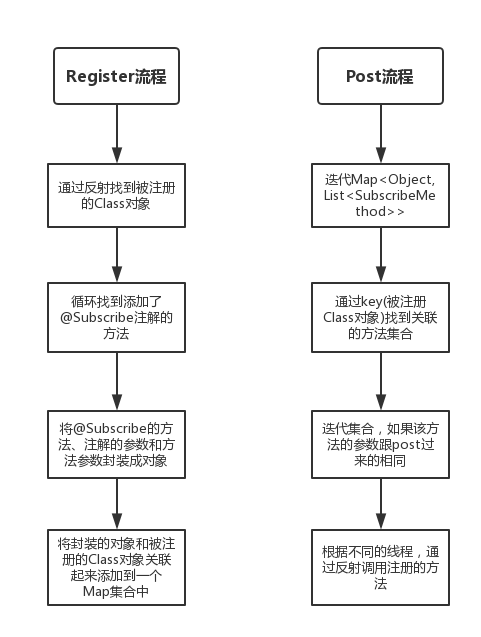 Register流程
通过反射找到被注册
的Class对象
循环找到添加了
@Subscribe注解的
方法
将@Subscribe的方
法、注解的参数和方
法参数封装成对象
将封装的对象和被注
册的Class对象关联
起来添加到一个
Map集合中
Post流程
迭代Map<Object,
List<SubscribeMe
thod>>
通过key(被注册
Class对象)找到关联
的方法集合
迭代集合，如果该方
法的参数跟post过
来的相同
根据不同的线程，通
过反射调用注册的方
法